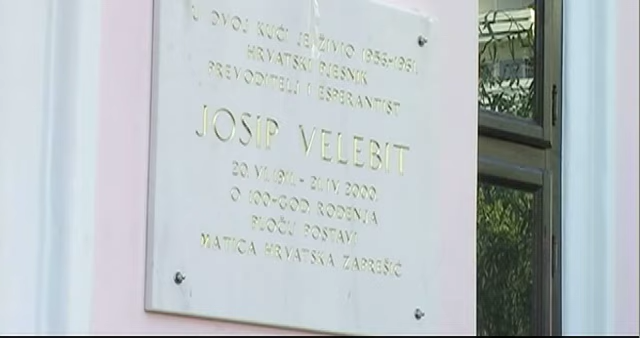 U OVOJ KUĆI JE ŽIVIO 1956-1961.
HRVATSKI PJESNIK
PREVODITELJ I ESPERANTIST
JOSIP VELEBIT
20. VI. 1911. - 21. IV. 2000.
O 100-GOD. ROĐENJA
PLOČU POSTAVI
MATICA HRVATSKA ZAPREŠIĆ